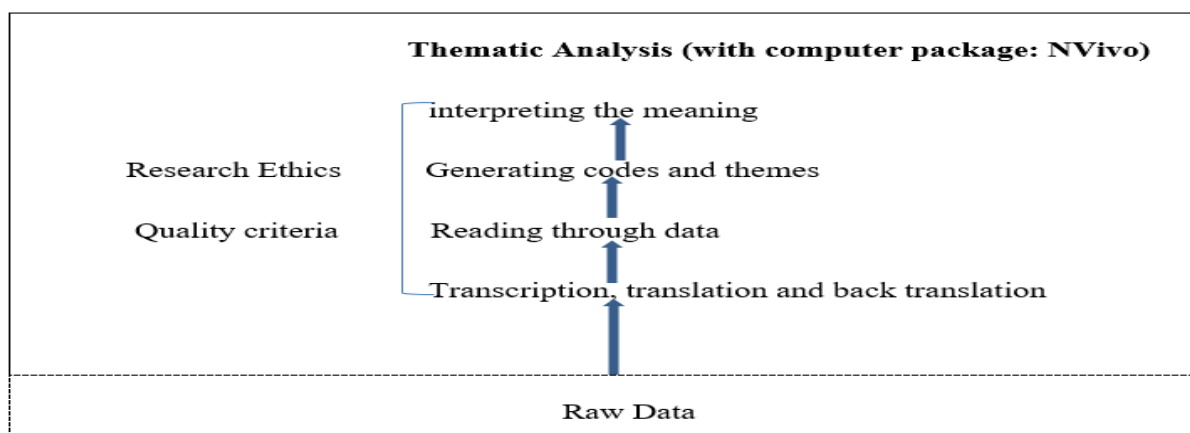 Thematic Analysis (with computer package: NVivo)
interpreting the meaning
Research Ethics
Generating codes and themes
Quality criteria
Reading through data
Transcription, translation and back translation
Raw Data